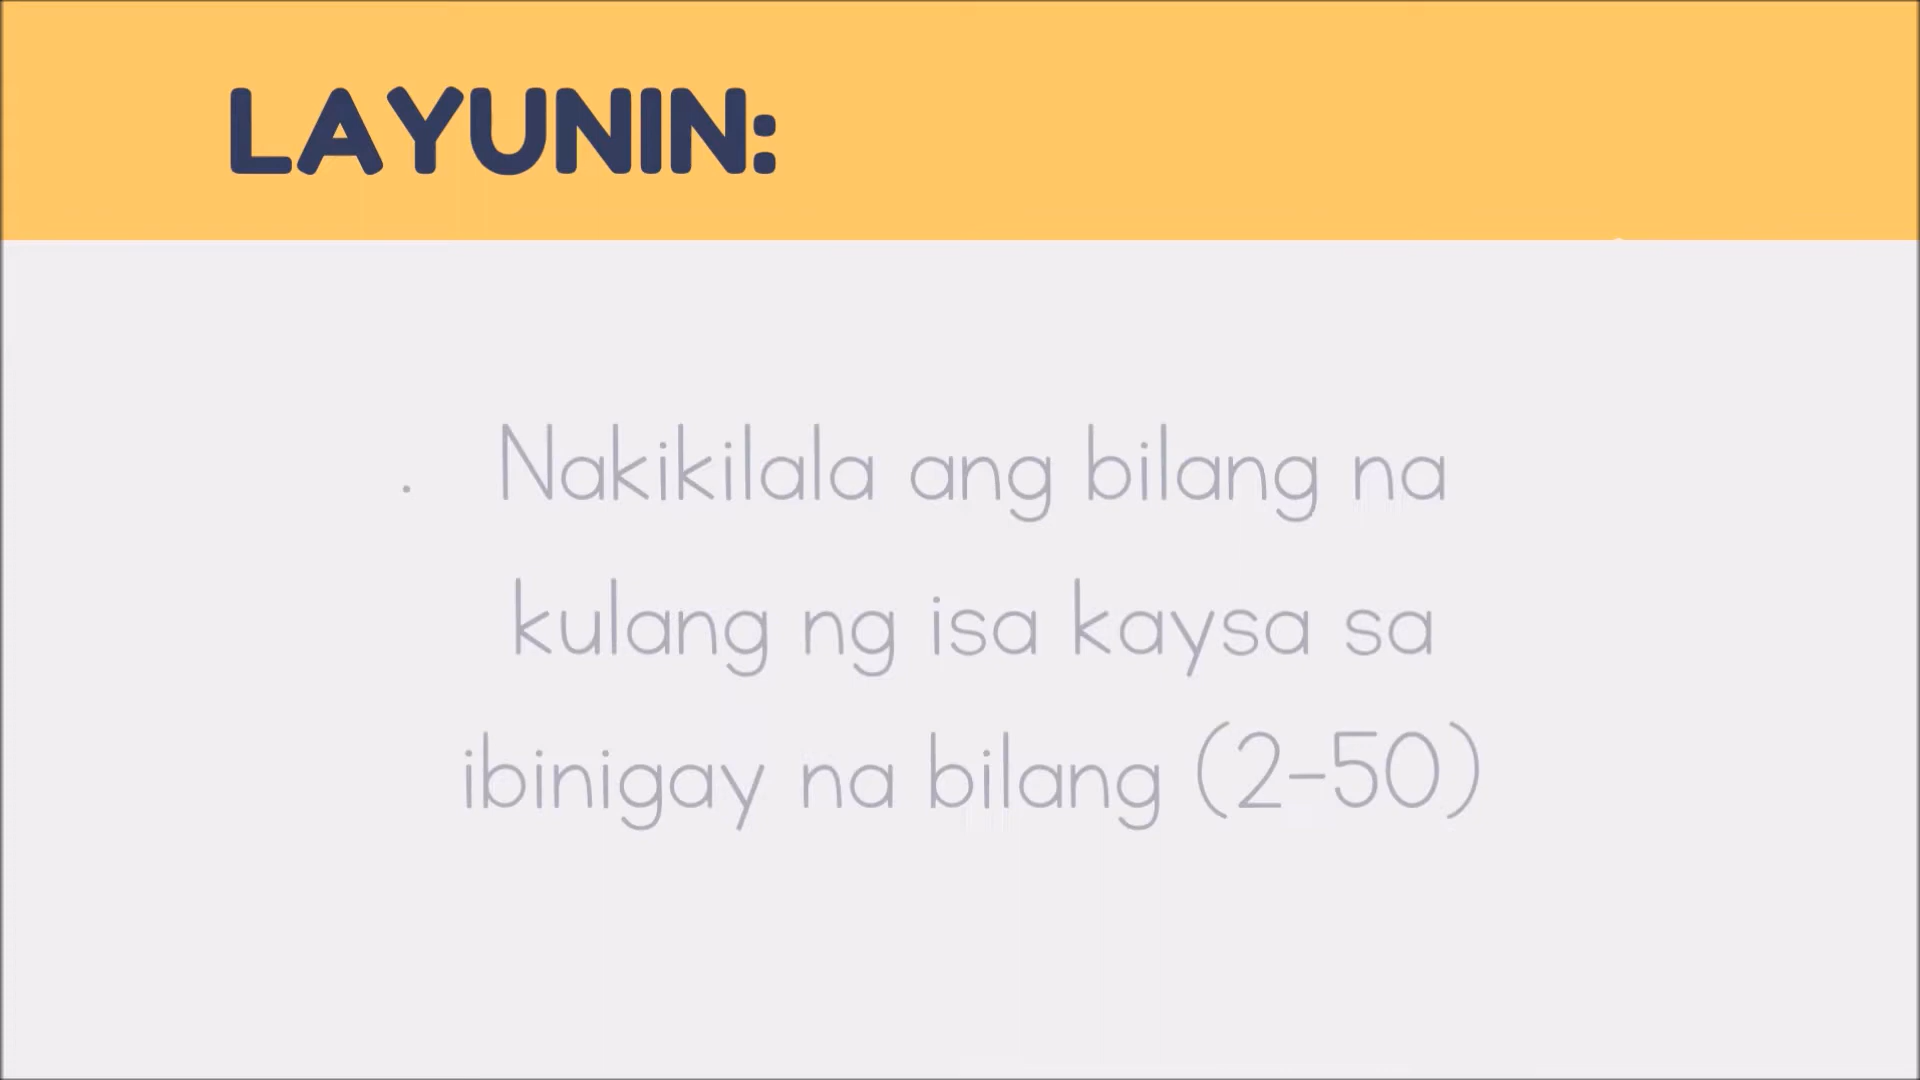 LAYUNIN:
Nakikilala ang bilang na
kulang ng isa kaysa sa
ibinigay na bilang (2-50)